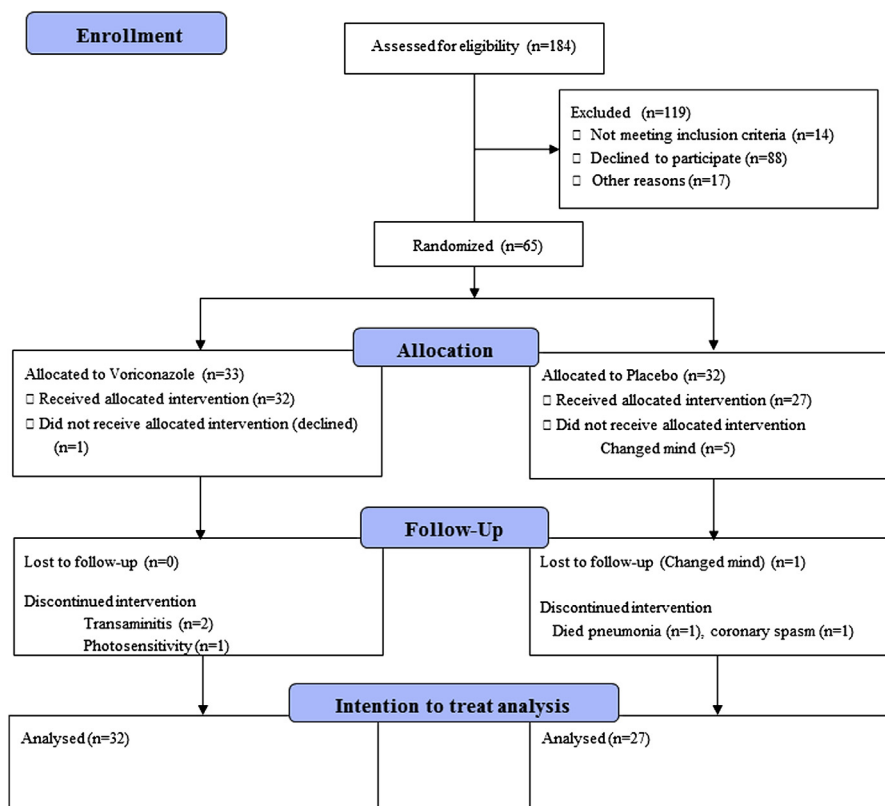 Enrollment
Assessed for eligibility (n=184)
Excluded (n=119)
□ Not meeting inclusion criteria (n=14)
□ Declined to participate (n=88)
□ Other reasons (n=17)
Randomized (n=65)
Allocation
Allocated to Voriconazole (n=33)
□ Received allocated intervention (n=32)
□ Did not receive allocated intervention (declined)
(n=1)
Allocated to Placebo (n=32)
□ Received allocated intervention (n=27)
□ Did not receive allocated intervention
Changed mind (n=5)
Follow-Up
Lost to follow-up (n=0)
Discontinued intervention
Transaminitis (n=2)
Photosensitivity (n=1)
Lost to follow-up (Changed mind) (n=1)
Discontinued intervention
Died pneumonia (n=1), coronary spasm (n=1)
Intention to treat analysis
Analysed (n=32)
Analysed (n=27)